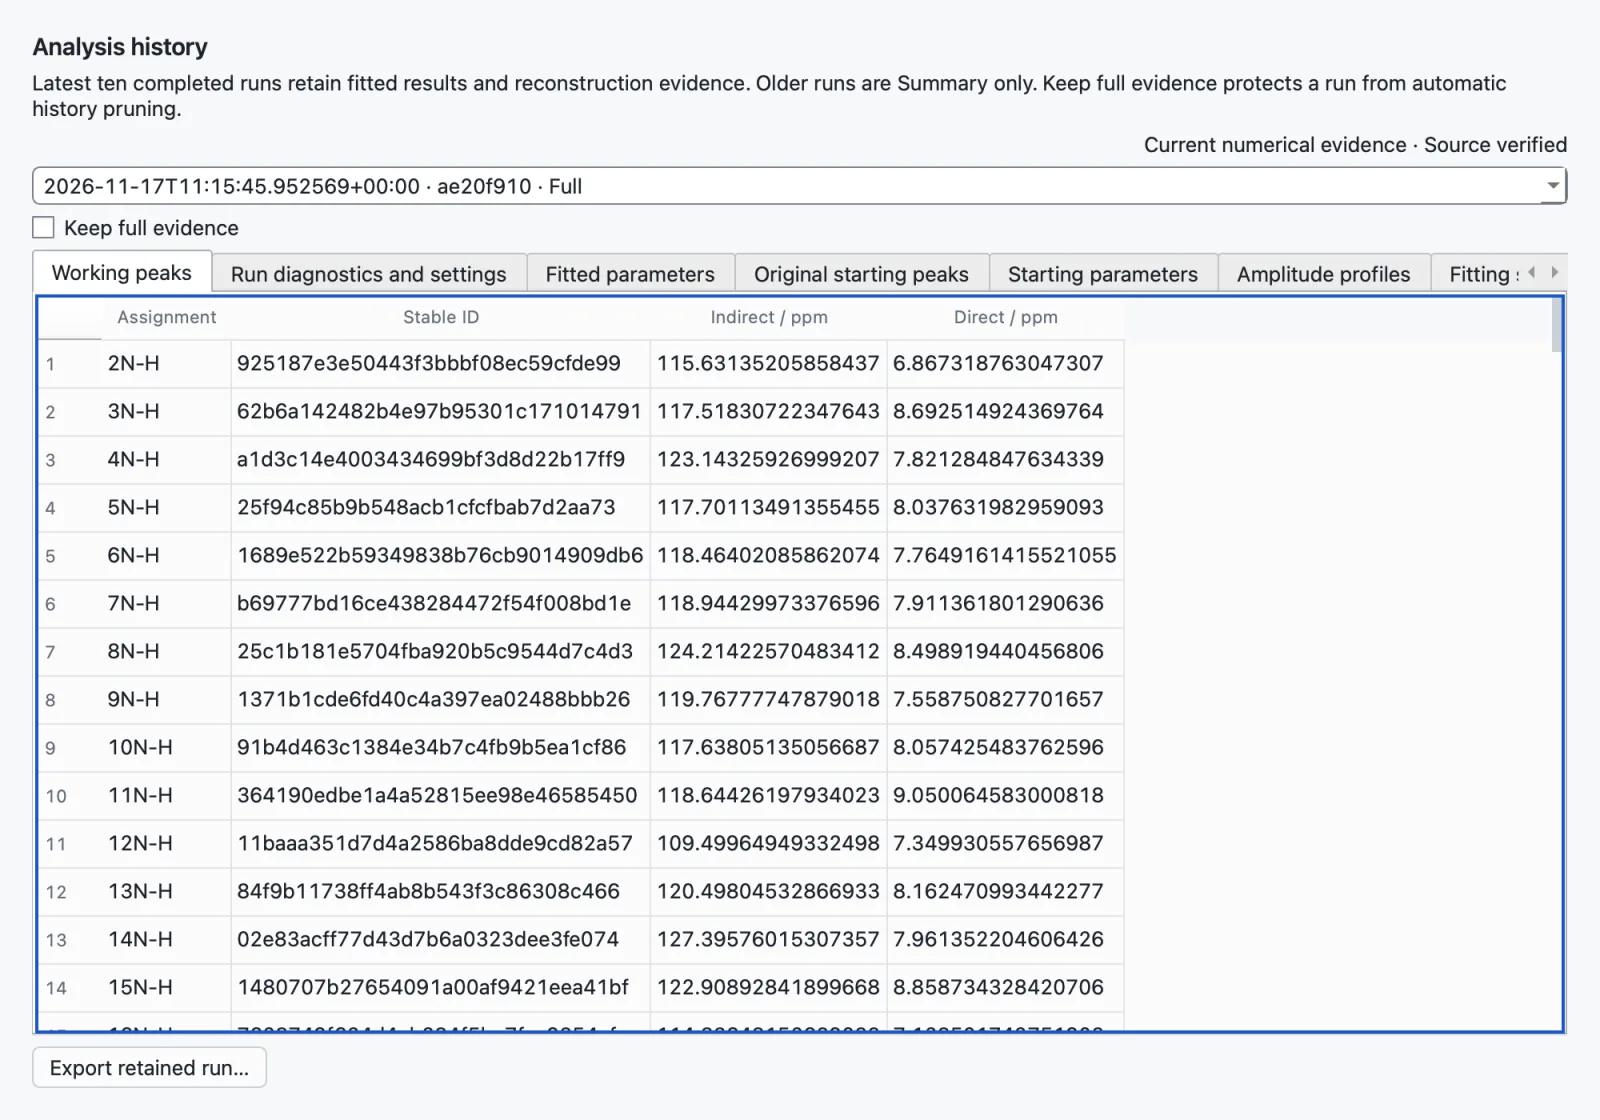 Analysis history
Latest ten completed runs retain fitted results and reconstruction evidence. Older runs are Summary only. Keep full evidence protects a run from automatic
history pruning.
Current numerical evidence · Source verified
2026-11-17T11:15:45.952569+00:00 · ae20f910 · Full
Keep full evidence
Working peaks Run diagnostics and settings Fitted parameters Original starting peaks Starting parameters Amplitude profiles Fitting
Assignment Stable ID Indirect / ppm Direct / ppm
1 2N-H 925187e3e50443f3bbbf08ec59cfde99 115.63135205858437 6.867318763047307
2 3N-H 62b6a142482b4e97b95301c171014791 117.51830722347643 8.692514924369764
3 4N-H a1d3c14e4003434699bf3d8d22b17ff9 123.14325926999207 7.821284847634339
4 5N-H 25f94c85b9b548acb1cfcfbab7d2aa73 117.70113491355455 8.037631982959093
5 6N-H 1689e522b59349838b76cb9014909db6 118.46402085862074 7.7649161415521055
6 7N-H b69777bd16ce438284472f54f008bd1e 118.94429973376596 7.911361801290636
7 8N-H 25c1b181e5704fba920b5c9544d7c4d3 124.21422570483412 8.498919440456806
8 9N-H 1371b1cde6fd40c4a397ea02488bbb26 119.76777747879018 7.558750827701657
9 10N-H 91b4d463c1384e34b7c4fb9b5ea1cf86 117.63805135056687 8.057425483762596
10 11N-H 364190edbe1a4a52815ee98e46585450 118.64426197934023 9.050064583000818
11 12N-H 11baaa351d7d4a2586ba8dde9cd82a57 109.49964949332498 7.349930557656987
12 13N-H 84f9b11738ff4ab8b543f3c86308c466 120.49804532866933 8.162470993442277
13 14N-H 02e83acff77d43d7b6a0323dee3fe074 127.39576015307357 7.961352204606426
14 15N-H 1480707b27654091a00af9421eea41bf 122.90892841899668 8.858734328420706
Export retained run...